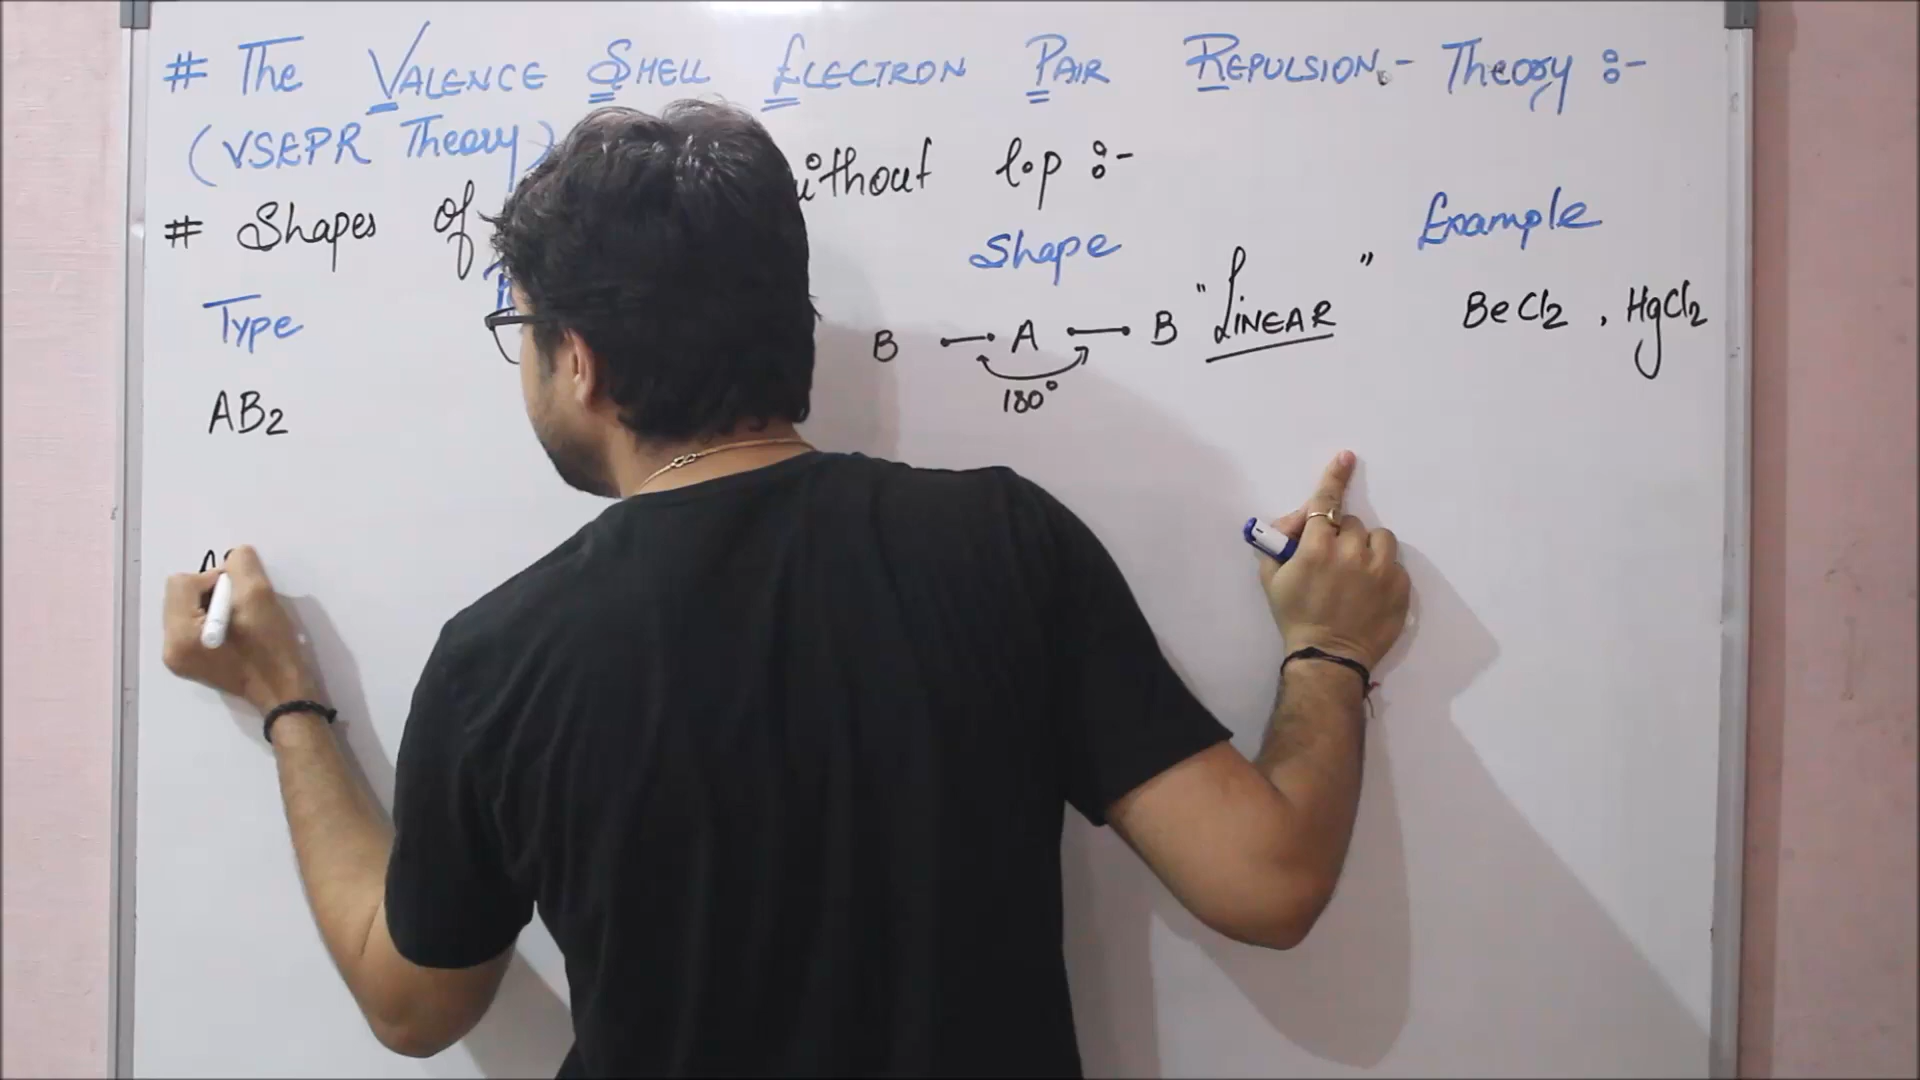 # The Valence Shell Electron Pair Repulsion - Theory :-
(VSEPR Theory)
# Shapes of without l.p :-
Type Shape Example
AB2 B A B "LINEAR" BeCl2 , HgCl2
180°